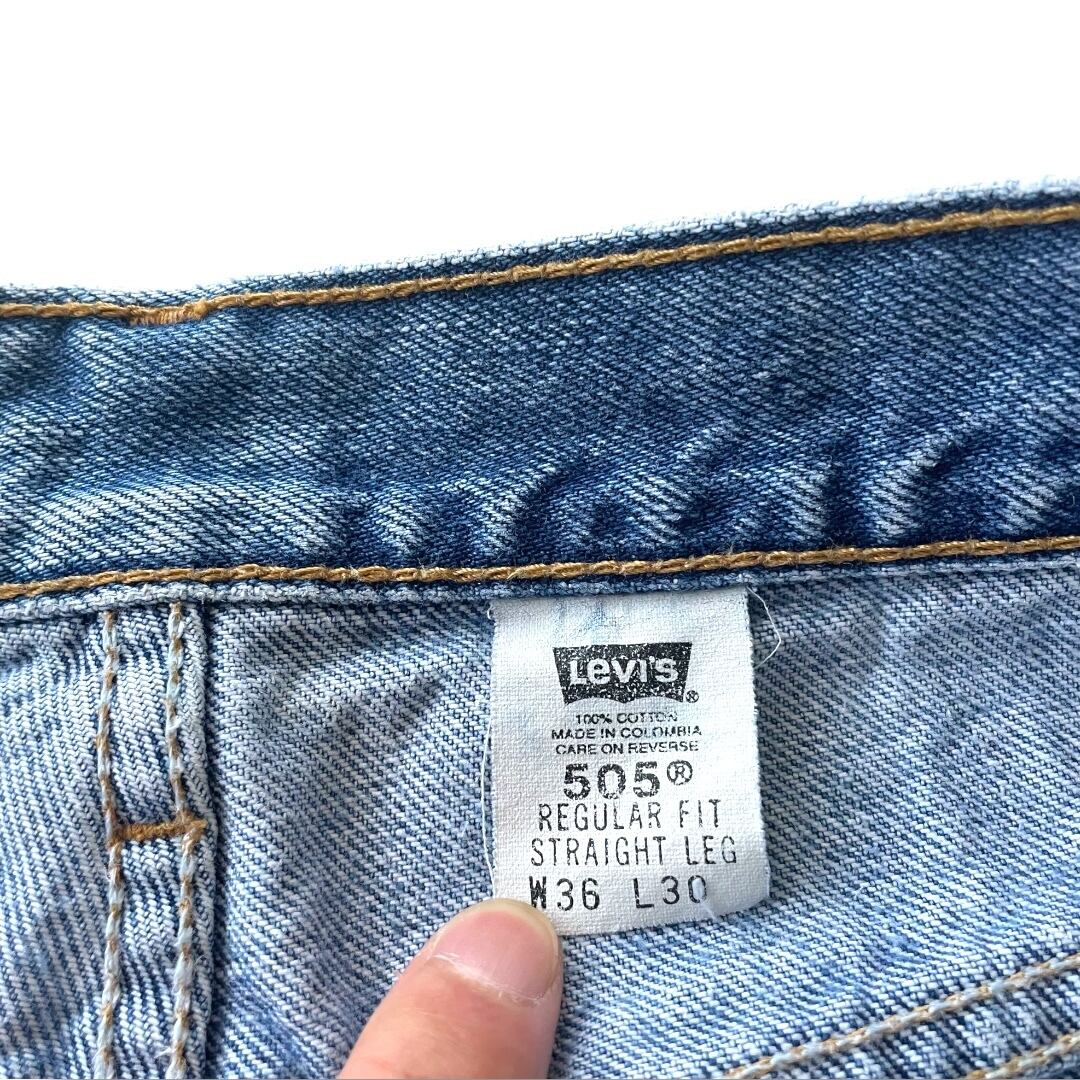 Levi's®
100% COTTON
MADE IN COLOMBIA
CARE ON REVERSE
505®
REGULAR FIT
STRAIGHT LEG
W36 L30